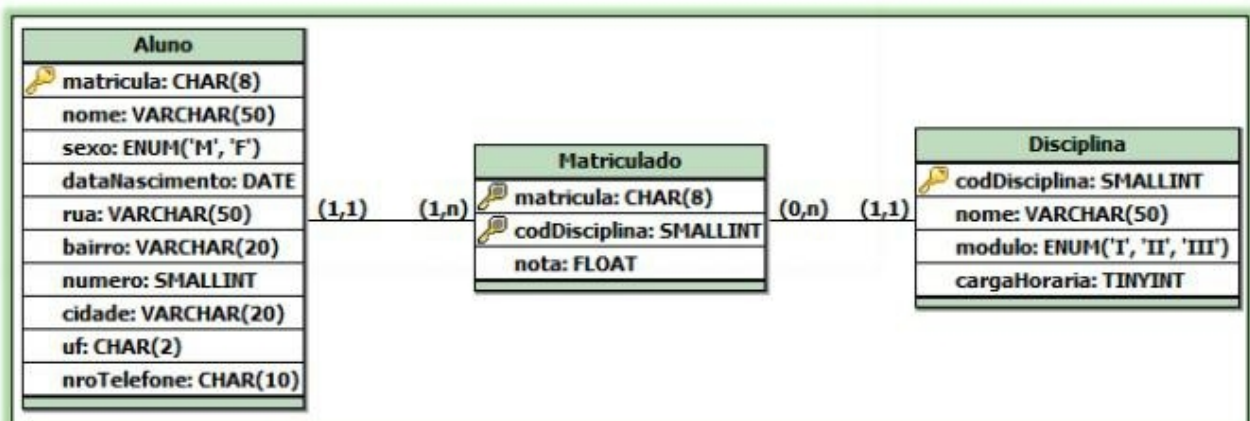 Aluno
matricula: CHAR(8)
nome: VARCHAR(50)
sexo: ENUM('M', 'F')
dataNascimento: DATE
rua: VARCHAR(50)
bairro: VARCHAR(20)
numero: SMALLINT
cidade: VARCHAR(20)
uf: CHAR(2)
nroTelefone: CHAR(10)
(1,1)
(1,n)
Matriculado
matricula: CHAR(8)
codDisciplina: SMALLINT
nota: FLOAT
(0,n)
(1,1)
Disciplina
codDisciplina: SMALLINT
nome: VARCHAR(50)
modulo: ENUM('I', 'II', 'III')
cargaHoraria: TINYINT